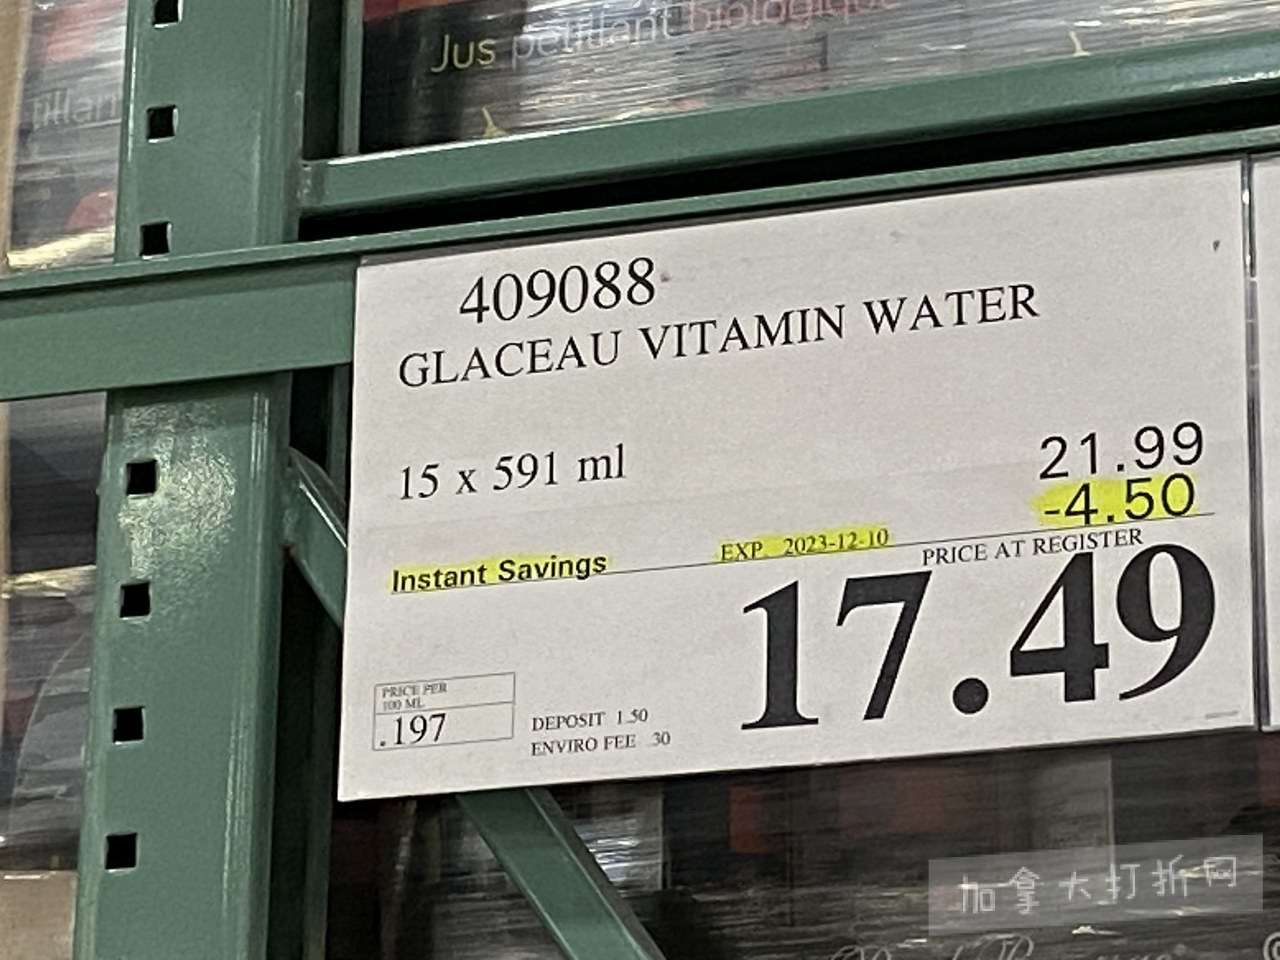 Jus petillant biologique
409088
GLACEAU VITAMIN WATER
15 x 591 ml
21.99
-4.50
Instant Savings
EXP 2023-12-10
PRICE AT REGISTER
17.49
PRICE PER
100 ML
.197
DEPOSIT 1.50
ENVIRO FEE .30
加拿大打折网